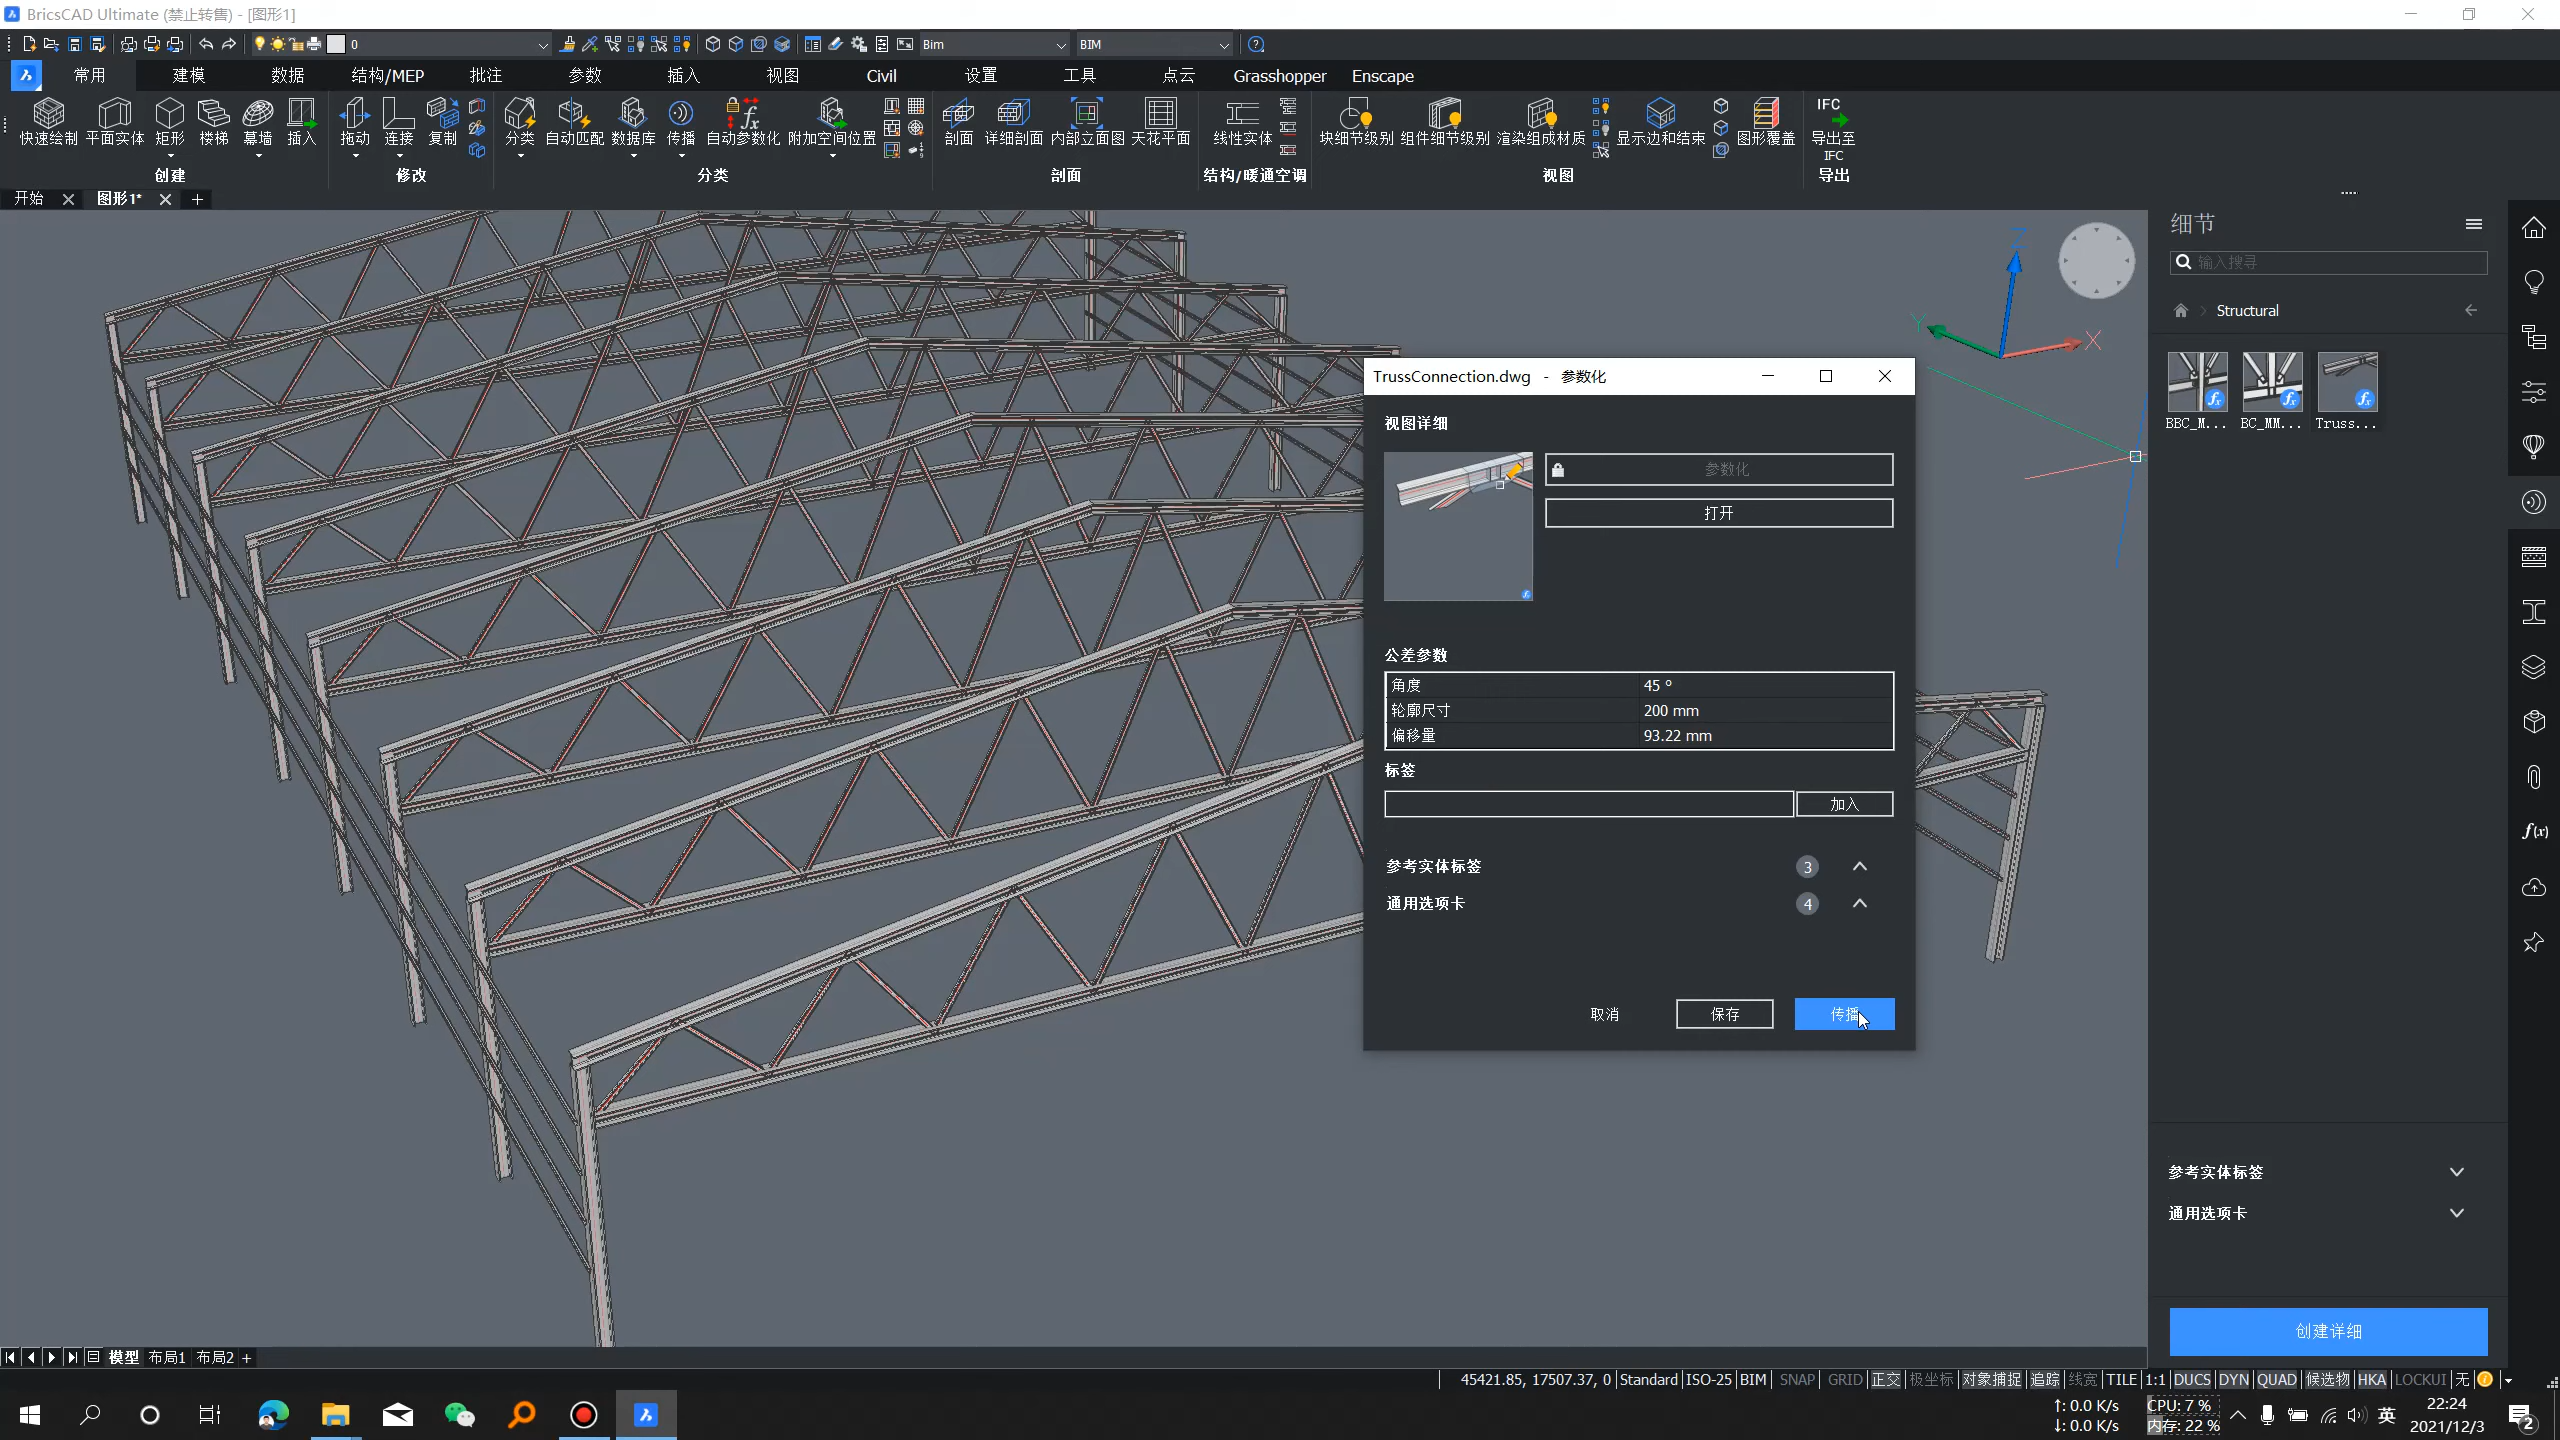 BricsCAD Ultimate (禁止转售) - [图形1]
0
Bim
BIM
常用 建模 数据 结构/MEP 批注 参数 插入 视图 Civil 设置 工具 点云 Grasshopper Enscape
快速绘制 平面实体 矩形 楼梯 幕墙 插入 拖动 连接 复制 分类 自动匹配 数据库 传播 自动参数化 附加空间位置 剖面 详细剖面 内部立面图 天花平面 线性实体 块细节级别 组件细节级别 渲染组成材质 显示边和结束 图形覆盖 导出至
IFC
IFC
创建 修改 分类 剖面 结构/暖通空调 视图 导出
开始 图形1*
细节
输入搜寻
Structural
BBC_M... BC_MM... Truss...
Z
Y
X
TrussConnection.dwg - 参数化
视图详细
参数化
打开
公差参数
角度 45 °
轮廓尺寸 200 mm
偏移量 93.22 mm
标签
加入
参考实体标签 3
通用选项卡 4
取消 保存 传播
参考实体标签
通用选项卡
创建详细
f(x)
模型 布局1 布局2 +
45421.85, 17507.37, 0 Standard ISO-25 BIM SNAP GRID 正交 极坐标 对象捕捉 追踪 线宽 TILE 1:1 DUCS DYN QUAD 候选物 HKA LOCKUI 无
↑: 0.0 K/s
↓: 0.0 K/s
CPU: 7 %
内存: 22 %
英
22:24
2021/12/3
2